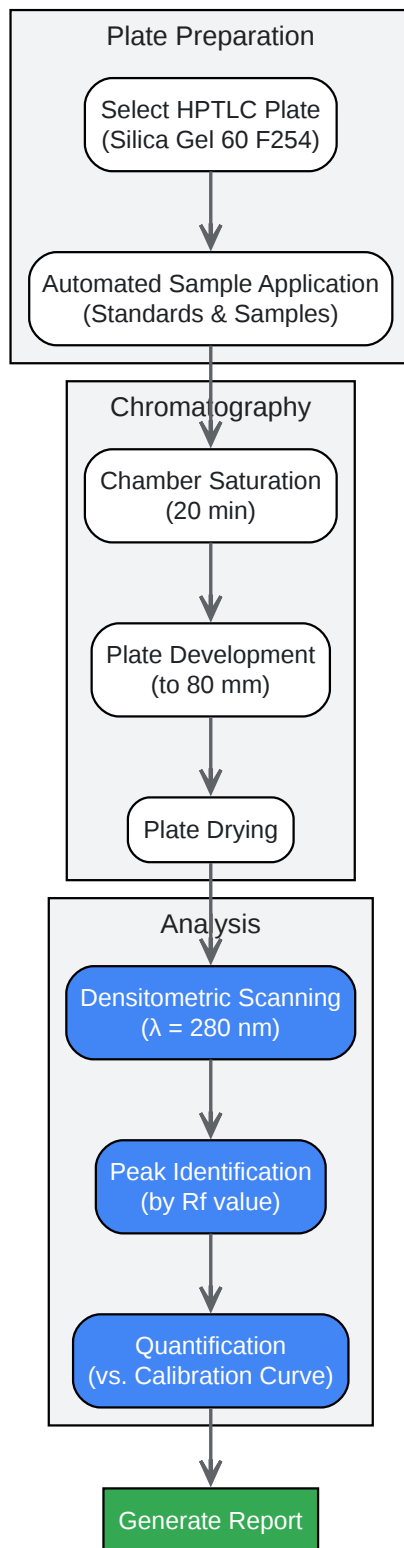 Plate Preparation
Select HPTLC Plate
(Silica Gel 60 F254)
Automated Sample Application
(Standards & Samples)
Chromatography
Chamber Saturation
(20 min)
Plate Development
(to 80 mm)
Plate Drying
Analysis
Densitometric Scanning
(λ = 280 nm)
Peak Identification
(by Rf value)
Quantification
(vs. Calibration Curve)
Generate Report